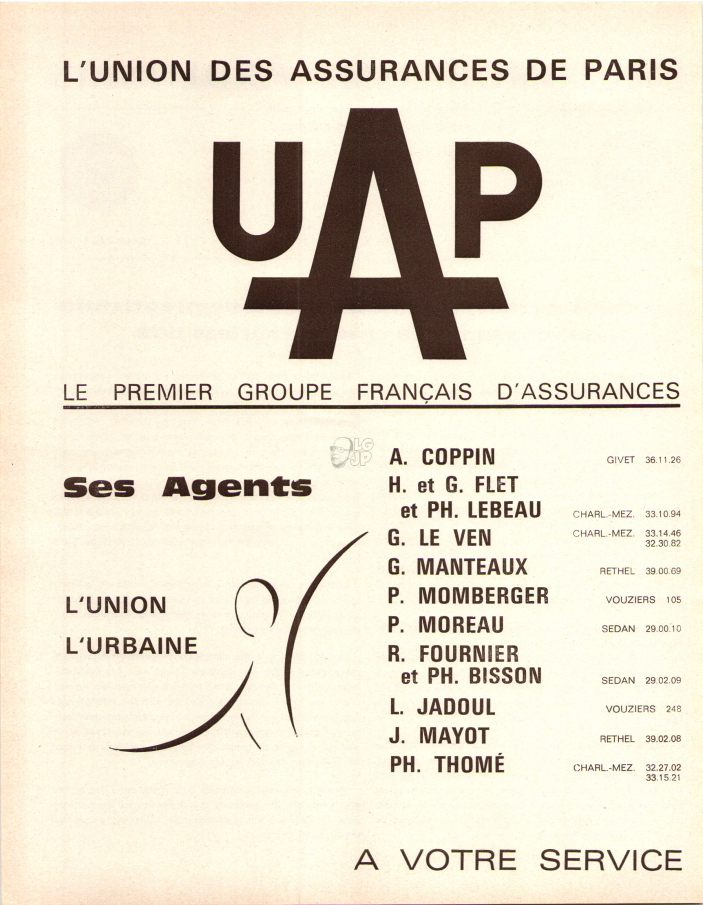 L'UNION DES ASSURANCES DE PARIS
UAP
LE PREMIER GROUPE FRANÇAIS D'ASSURANCES
LG
JP
Ses Agents
L'UNION
L'URBAINE
A. COPPIN GIVET 36.11.26
H. et G. FLET
et PH. LEBEAU CHARL.-MEZ. 33.10.94
G. LE VEN CHARL.-MEZ. 33.14.46
32.30.82
G. MANTEAUX RETHEL 39.00.69
P. MOMBERGER VOUZIERS 105
P. MOREAU SEDAN 29.00.10
R. FOURNIER
et PH. BISSON SEDAN 29.02.09
L. JADOUL VOUZIERS 248
J. MAYOT RETHEL 39.02.08
PH. THOMÉ CHARL.-MEZ. 32.27.02
33.15.21
A VOTRE SERVICE